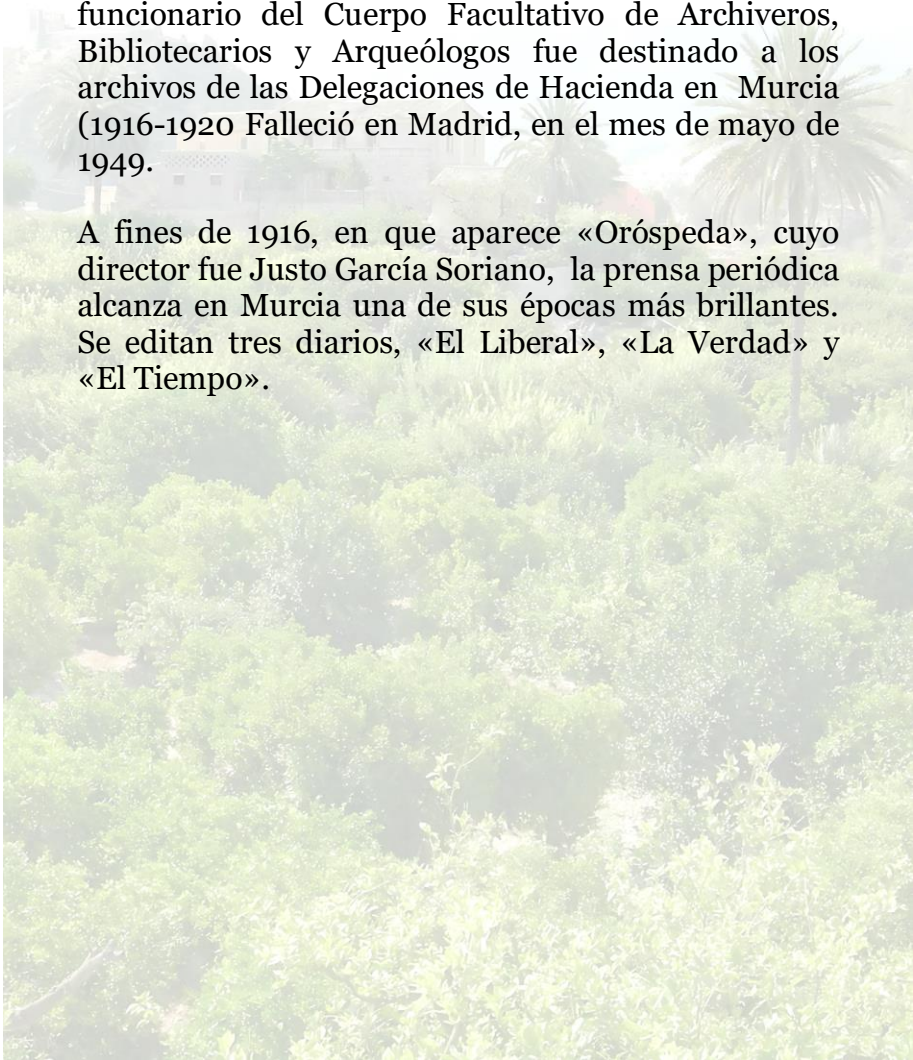 funcionario del Cuerpo Facultativo de Archiveros,
Bibliotecarios y Arqueólogos fue destinado a los
archivos de las Delegaciones de Hacienda en  Murcia
(1916-1920 Falleció en Madrid, en el mes de mayo de
1949.
A fines de 1916, en que aparece «Oróspeda», cuyo
director fue Justo García Soriano,  la prensa periódica
alcanza en Murcia una de sus épocas más brillantes.
Se editan tres diarios, «El Liberal», «La Verdad» y
«El Tiempo».